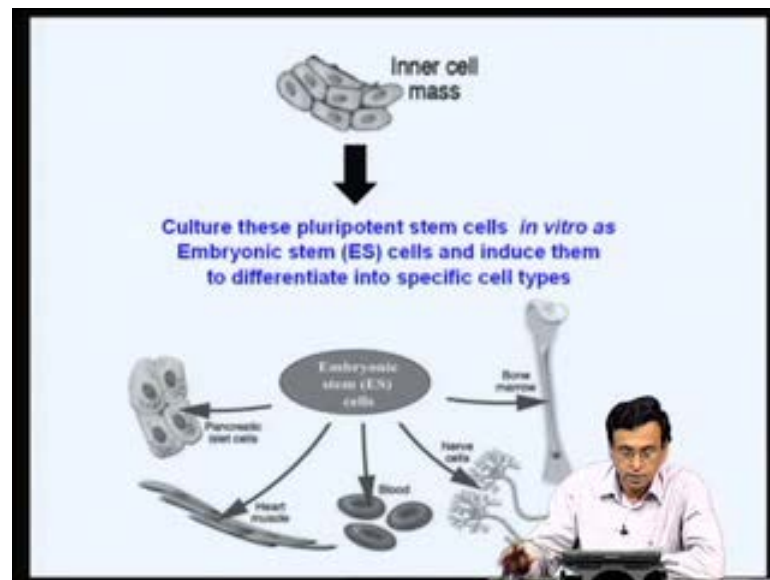 Inner cell
mass
Culture these pluripotent stem cells in vitro as
Embryonic stem (ES) cells and induce them
to differentiate into specific cell types
Embryonic
stem (ES)
cells
Bone
marrow
Pancreatic
islet cells
Nerve
cells
Blood
Heart
muscle